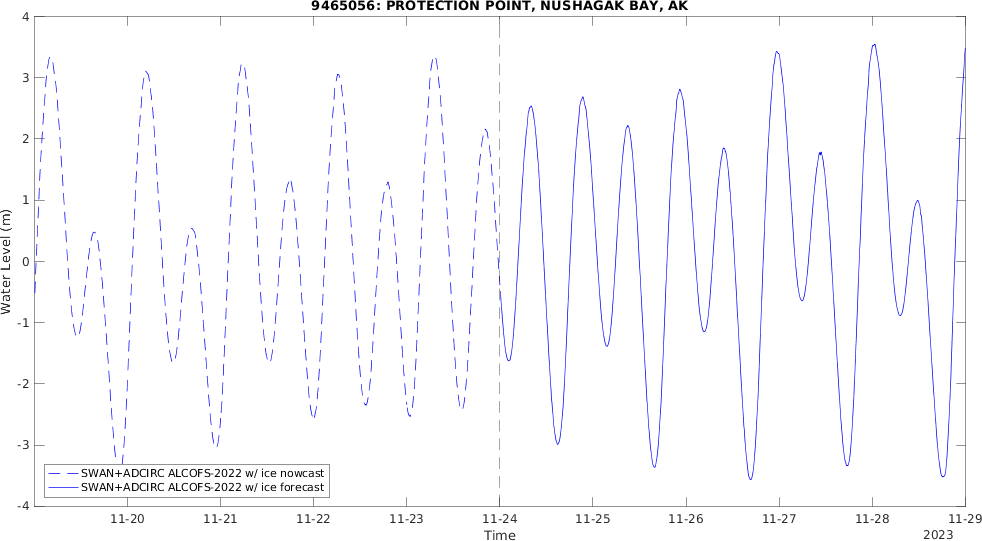 9465056: PROTECTION POINT, NUSHAGAK BAY, AK
4
3
2
1
0
-1
-2
-3
-4
Water Level (m)
SWAN+ADCIRC ALCOFS-2022 w/ ice nowcast
SWAN+ADCIRC ALCOFS-2022 w/ ice forecast
11-20 11-21 11-22 11-23 11-24 11-25 11-26 11-27 11-28 11-29
Time
2023